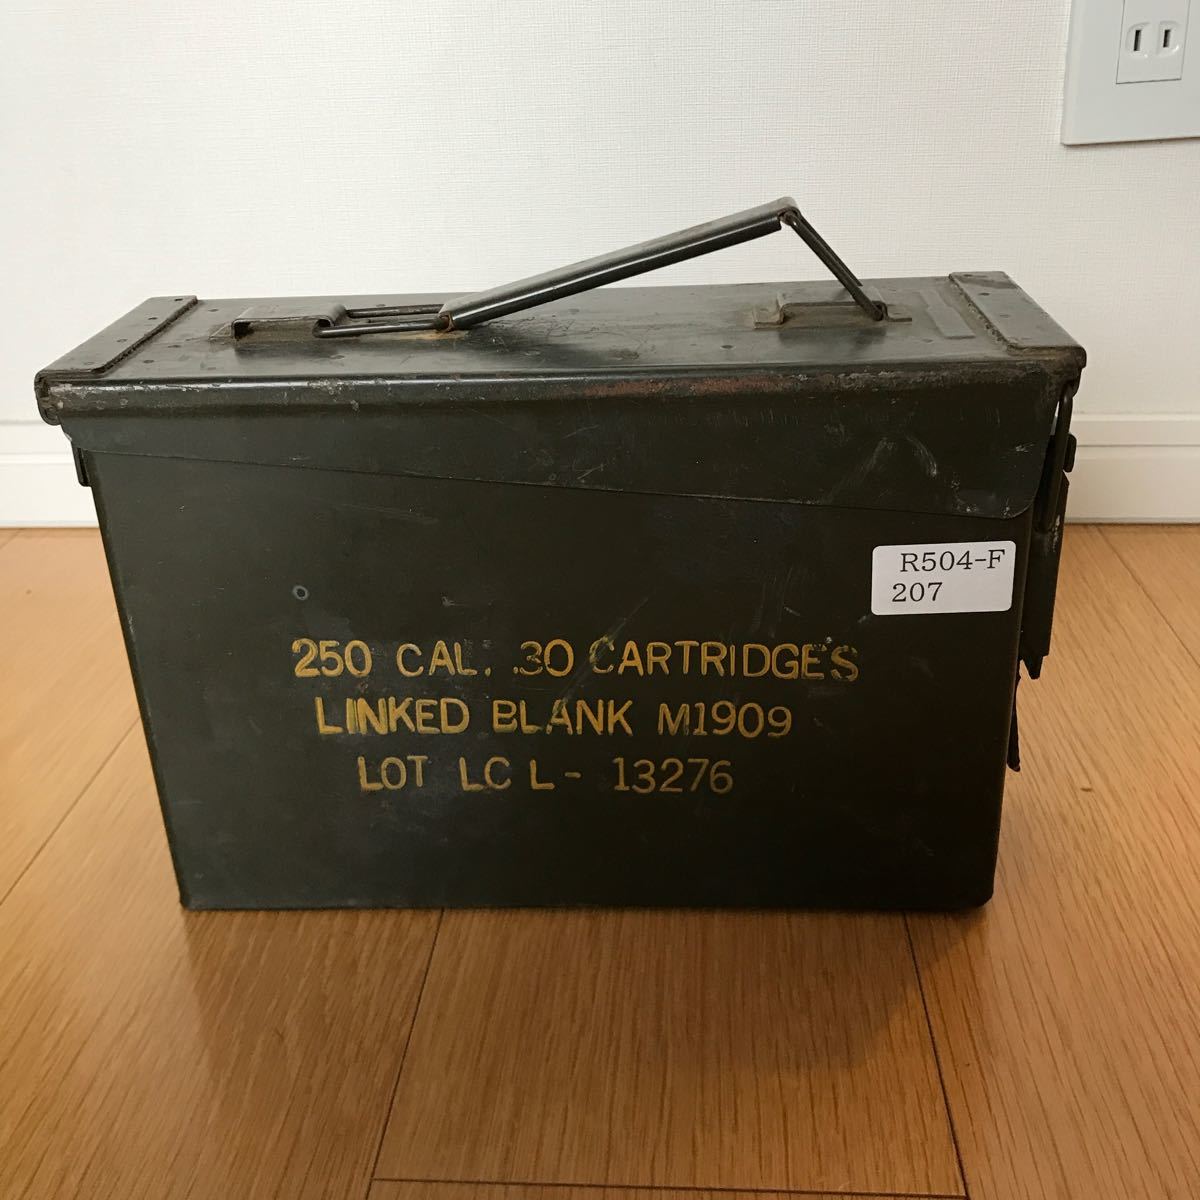 R504-F
207
250 CAL. .30 CARTRIDGES
LINKED BLANK M1909
LOT LC L- 13276